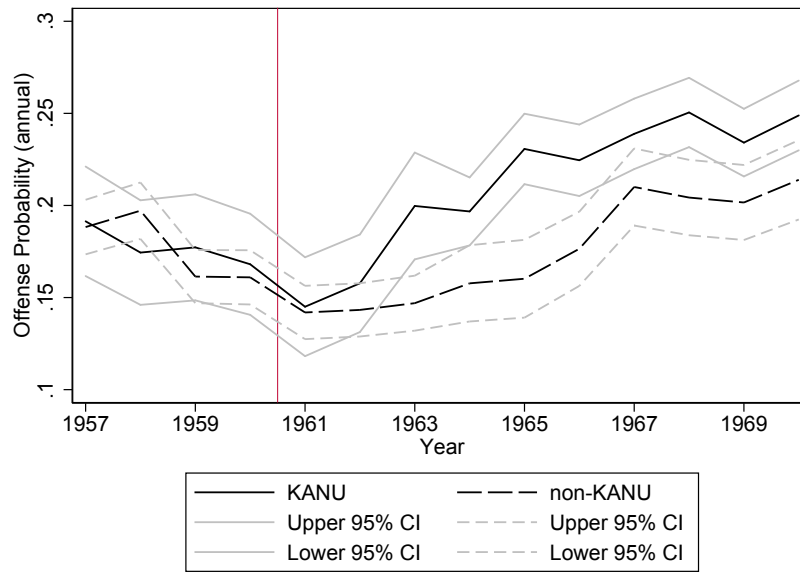 .3
.25
.2
.15
.1
Offense Probability (annual)
1957 1959 1961 1963 1965 1967 1969
Year
KANU non-KANU
Upper 95% CI Upper 95% CI
Lower 95% CI Lower 95% CI